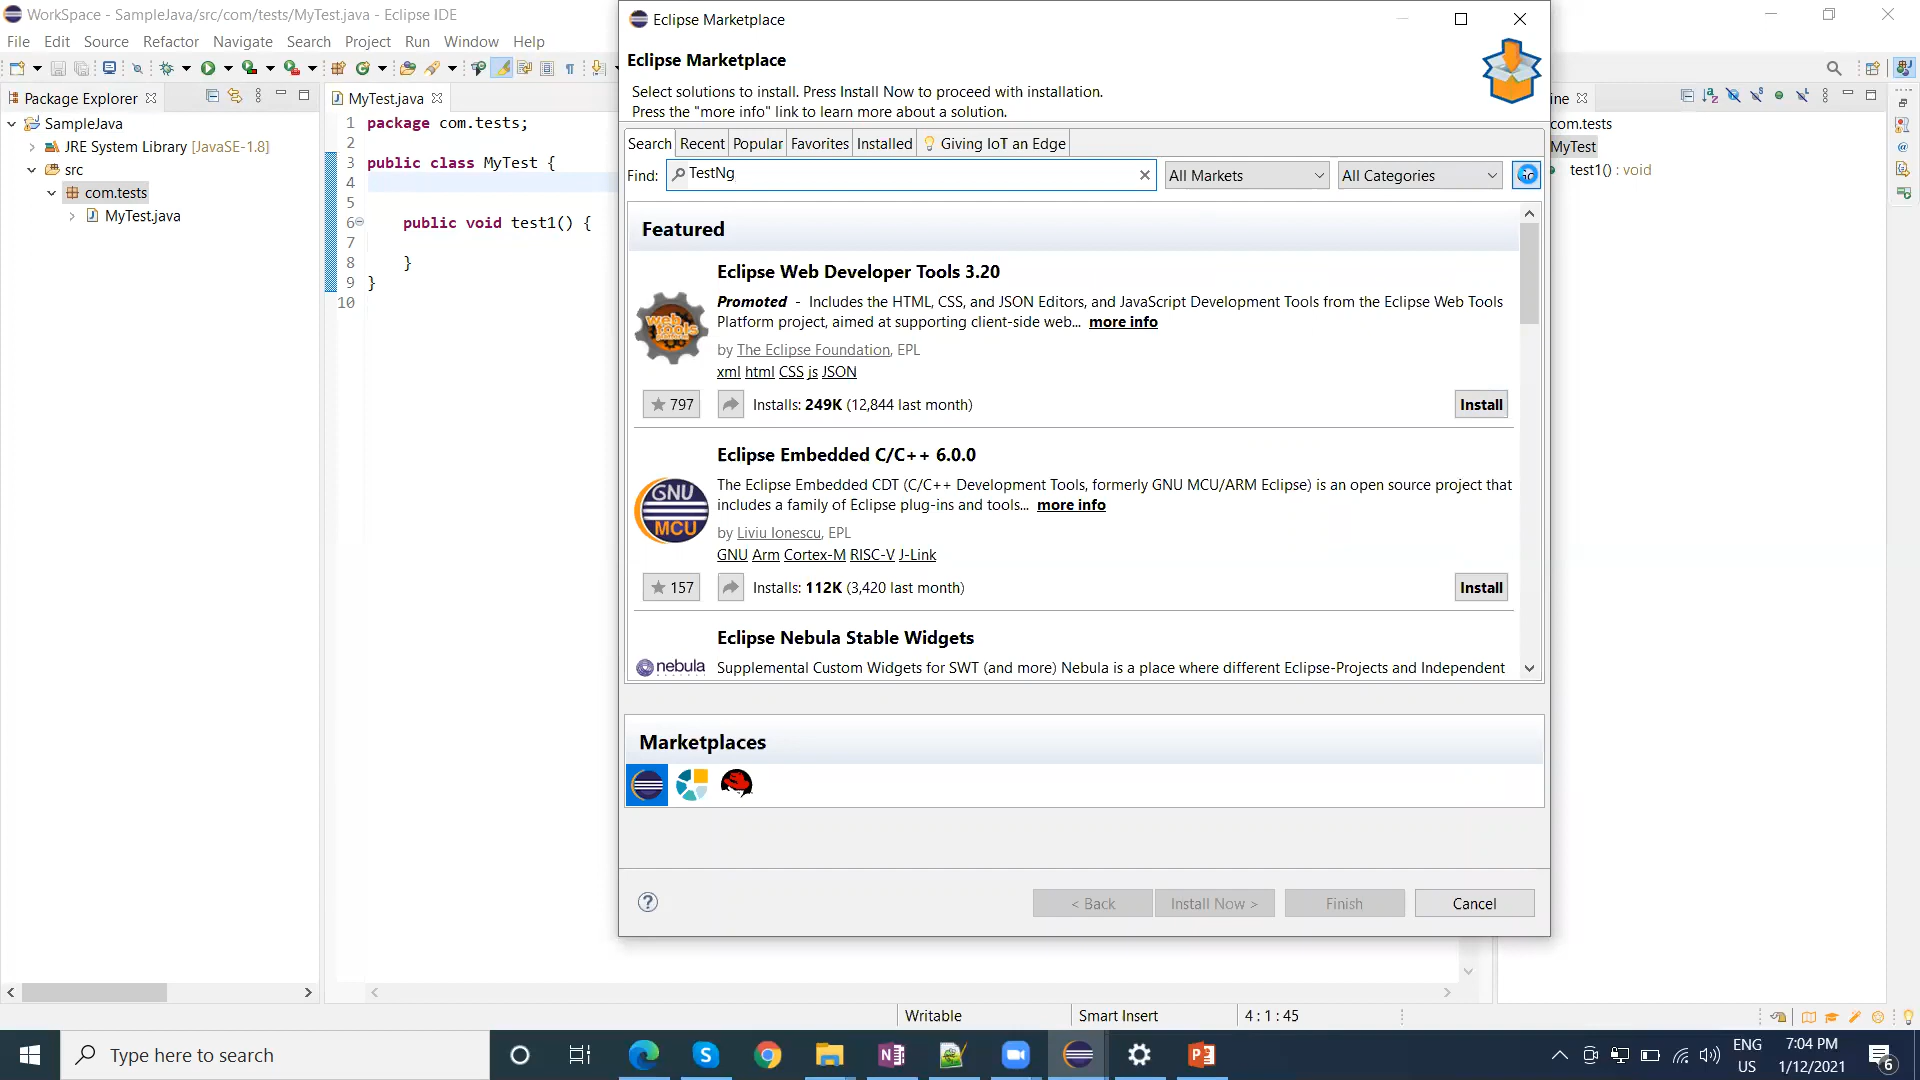 WorkSpace - SampleJava/src/com/tests/MyTest.java - Eclipse IDE
File Edit Source Refactor Navigate Search Project Run Window Help
Package Explorer
SampleJava
JRE System Library [JavaSE-1.8]
src
com.tests
MyTest.java
MyTest.java
1 package com.tests;
2
3 public class MyTest {
4
5
6 public void test1() {
7
8 }
9 }
10
Eclipse Marketplace
Eclipse Marketplace
Select solutions to install. Press Install Now to proceed with installation.
Press the "more info" link to learn more about a solution.
Search Recent Popular Favorites Installed Giving IoT an Edge
Find: TestNg All Markets All Categories Go
Featured
Eclipse Web Developer Tools 3.20
web tools
Promoted - Includes the HTML, CSS, and JSON Editors, and JavaScript Development Tools from the Eclipse Web Tools
Platform project, aimed at supporting client-side web... more info
by The Eclipse Foundation, EPL
xml html CSS js JSON
797 Installs: 249K (12,844 last month) Install
Eclipse Embedded C/C++ 6.0.0
GNU MCU
The Eclipse Embedded CDT (C/C++ Development Tools, formerly GNU MCU/ARM Eclipse) is an open source project that
includes a family of Eclipse plug-ins and tools... more info
by Liviu Ionescu, EPL
GNU Arm Cortex-M RISC-V J-Link
157 Installs: 112K (3,420 last month) Install
Eclipse Nebula Stable Widgets
nebula Supplemental Custom Widgets for SWT (and more) Nebula is a place where different Eclipse-Projects and Independent
Marketplaces
< Back Install Now > Finish Cancel
ine
com.tests
MyTest
test1() : void
Writable Smart Insert 4 : 1 : 45
Type here to search
ENG
US
7:04 PM
1/12/2021
6